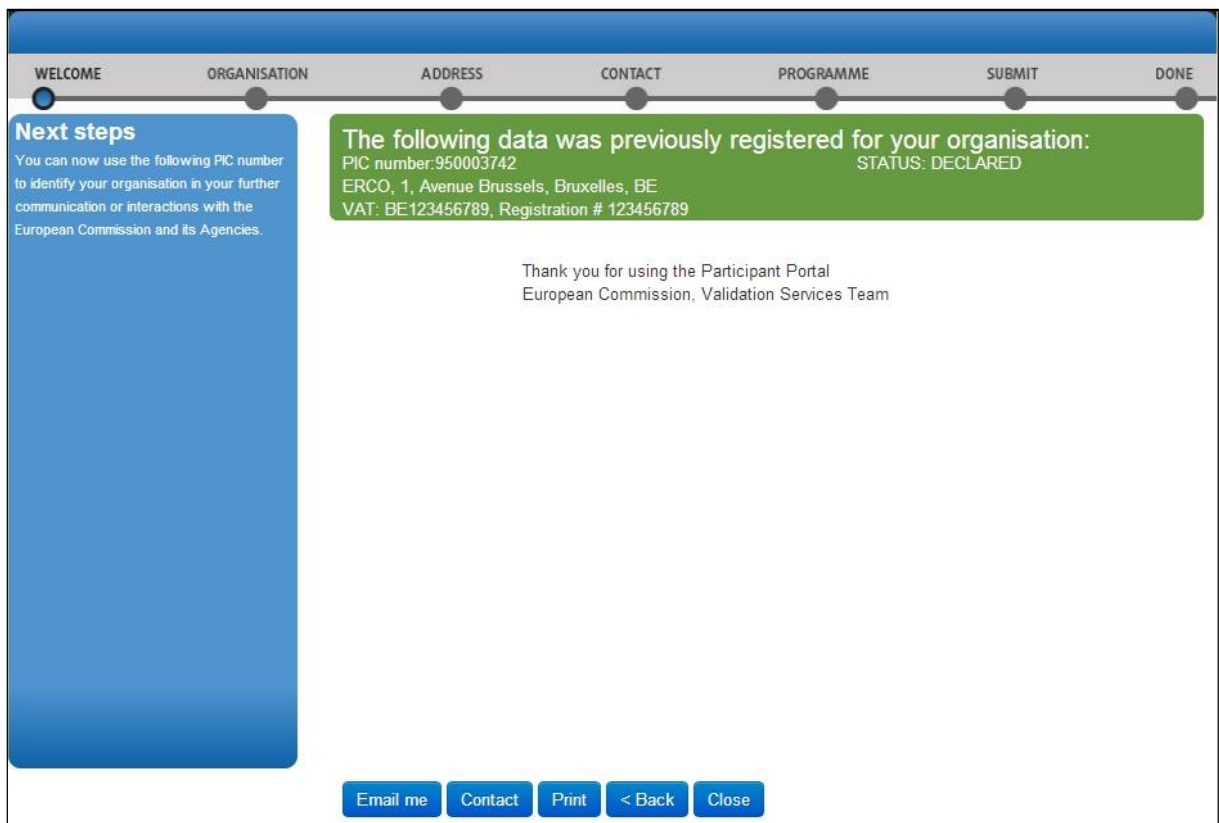 WELCOME ORGANISATION ADDRESS CONTACT PROGRAMME SUBMIT DONE
Next steps
You can now use the following PIC number
to identify your organisation in your further
communication or interactions with the
European Commission and its Agencies.
The following data was previously registered for your organisation:
PIC number:950003742 STATUS: DECLARED
ERCO, 1, Avenue Brussels, Bruxelles, BE
VAT: BE123456789, Registration # 123456789
Thank you for using the Participant Portal
European Commission, Validation Services Team
Email me Contact Print < Back Close